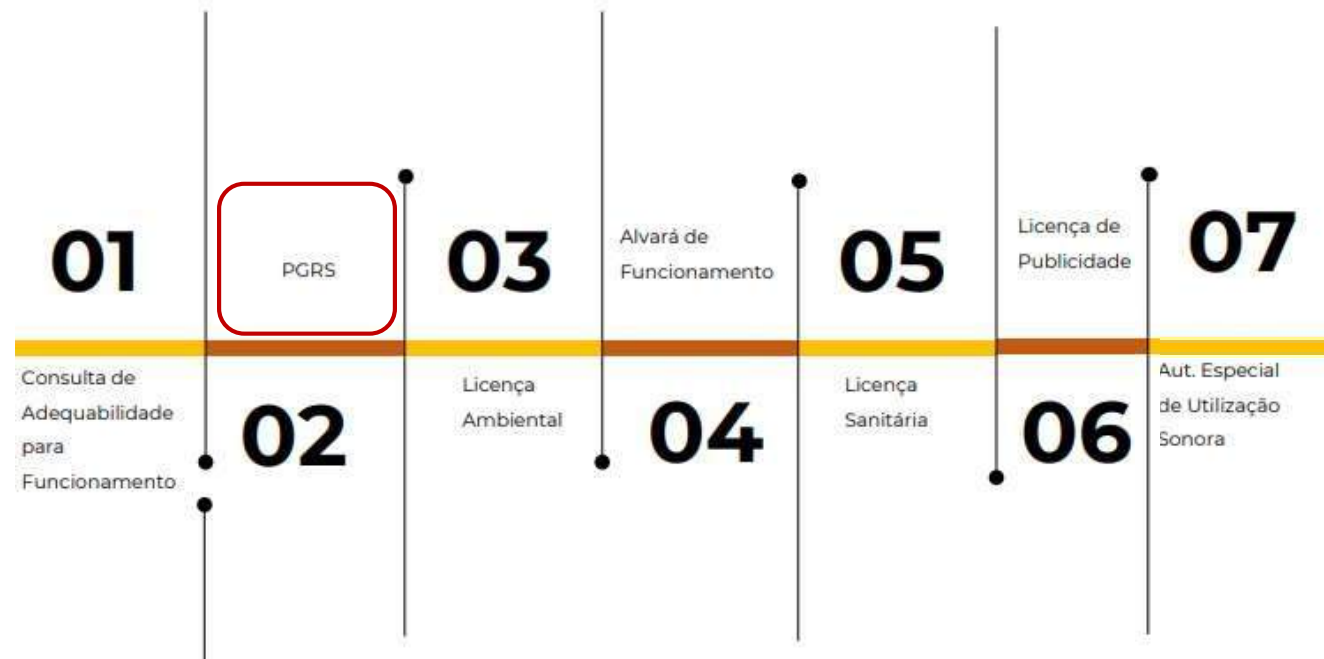 01
Consulta de
Adequabilidade
para
Funcionamento
PGRS
02
03
Licença
Ambiental
Alvará de
Funcionamento
04
05
Licença
Sanitária
Licença de
Publicidade
06
07
Aut. Especial
de Utilização
Sonora